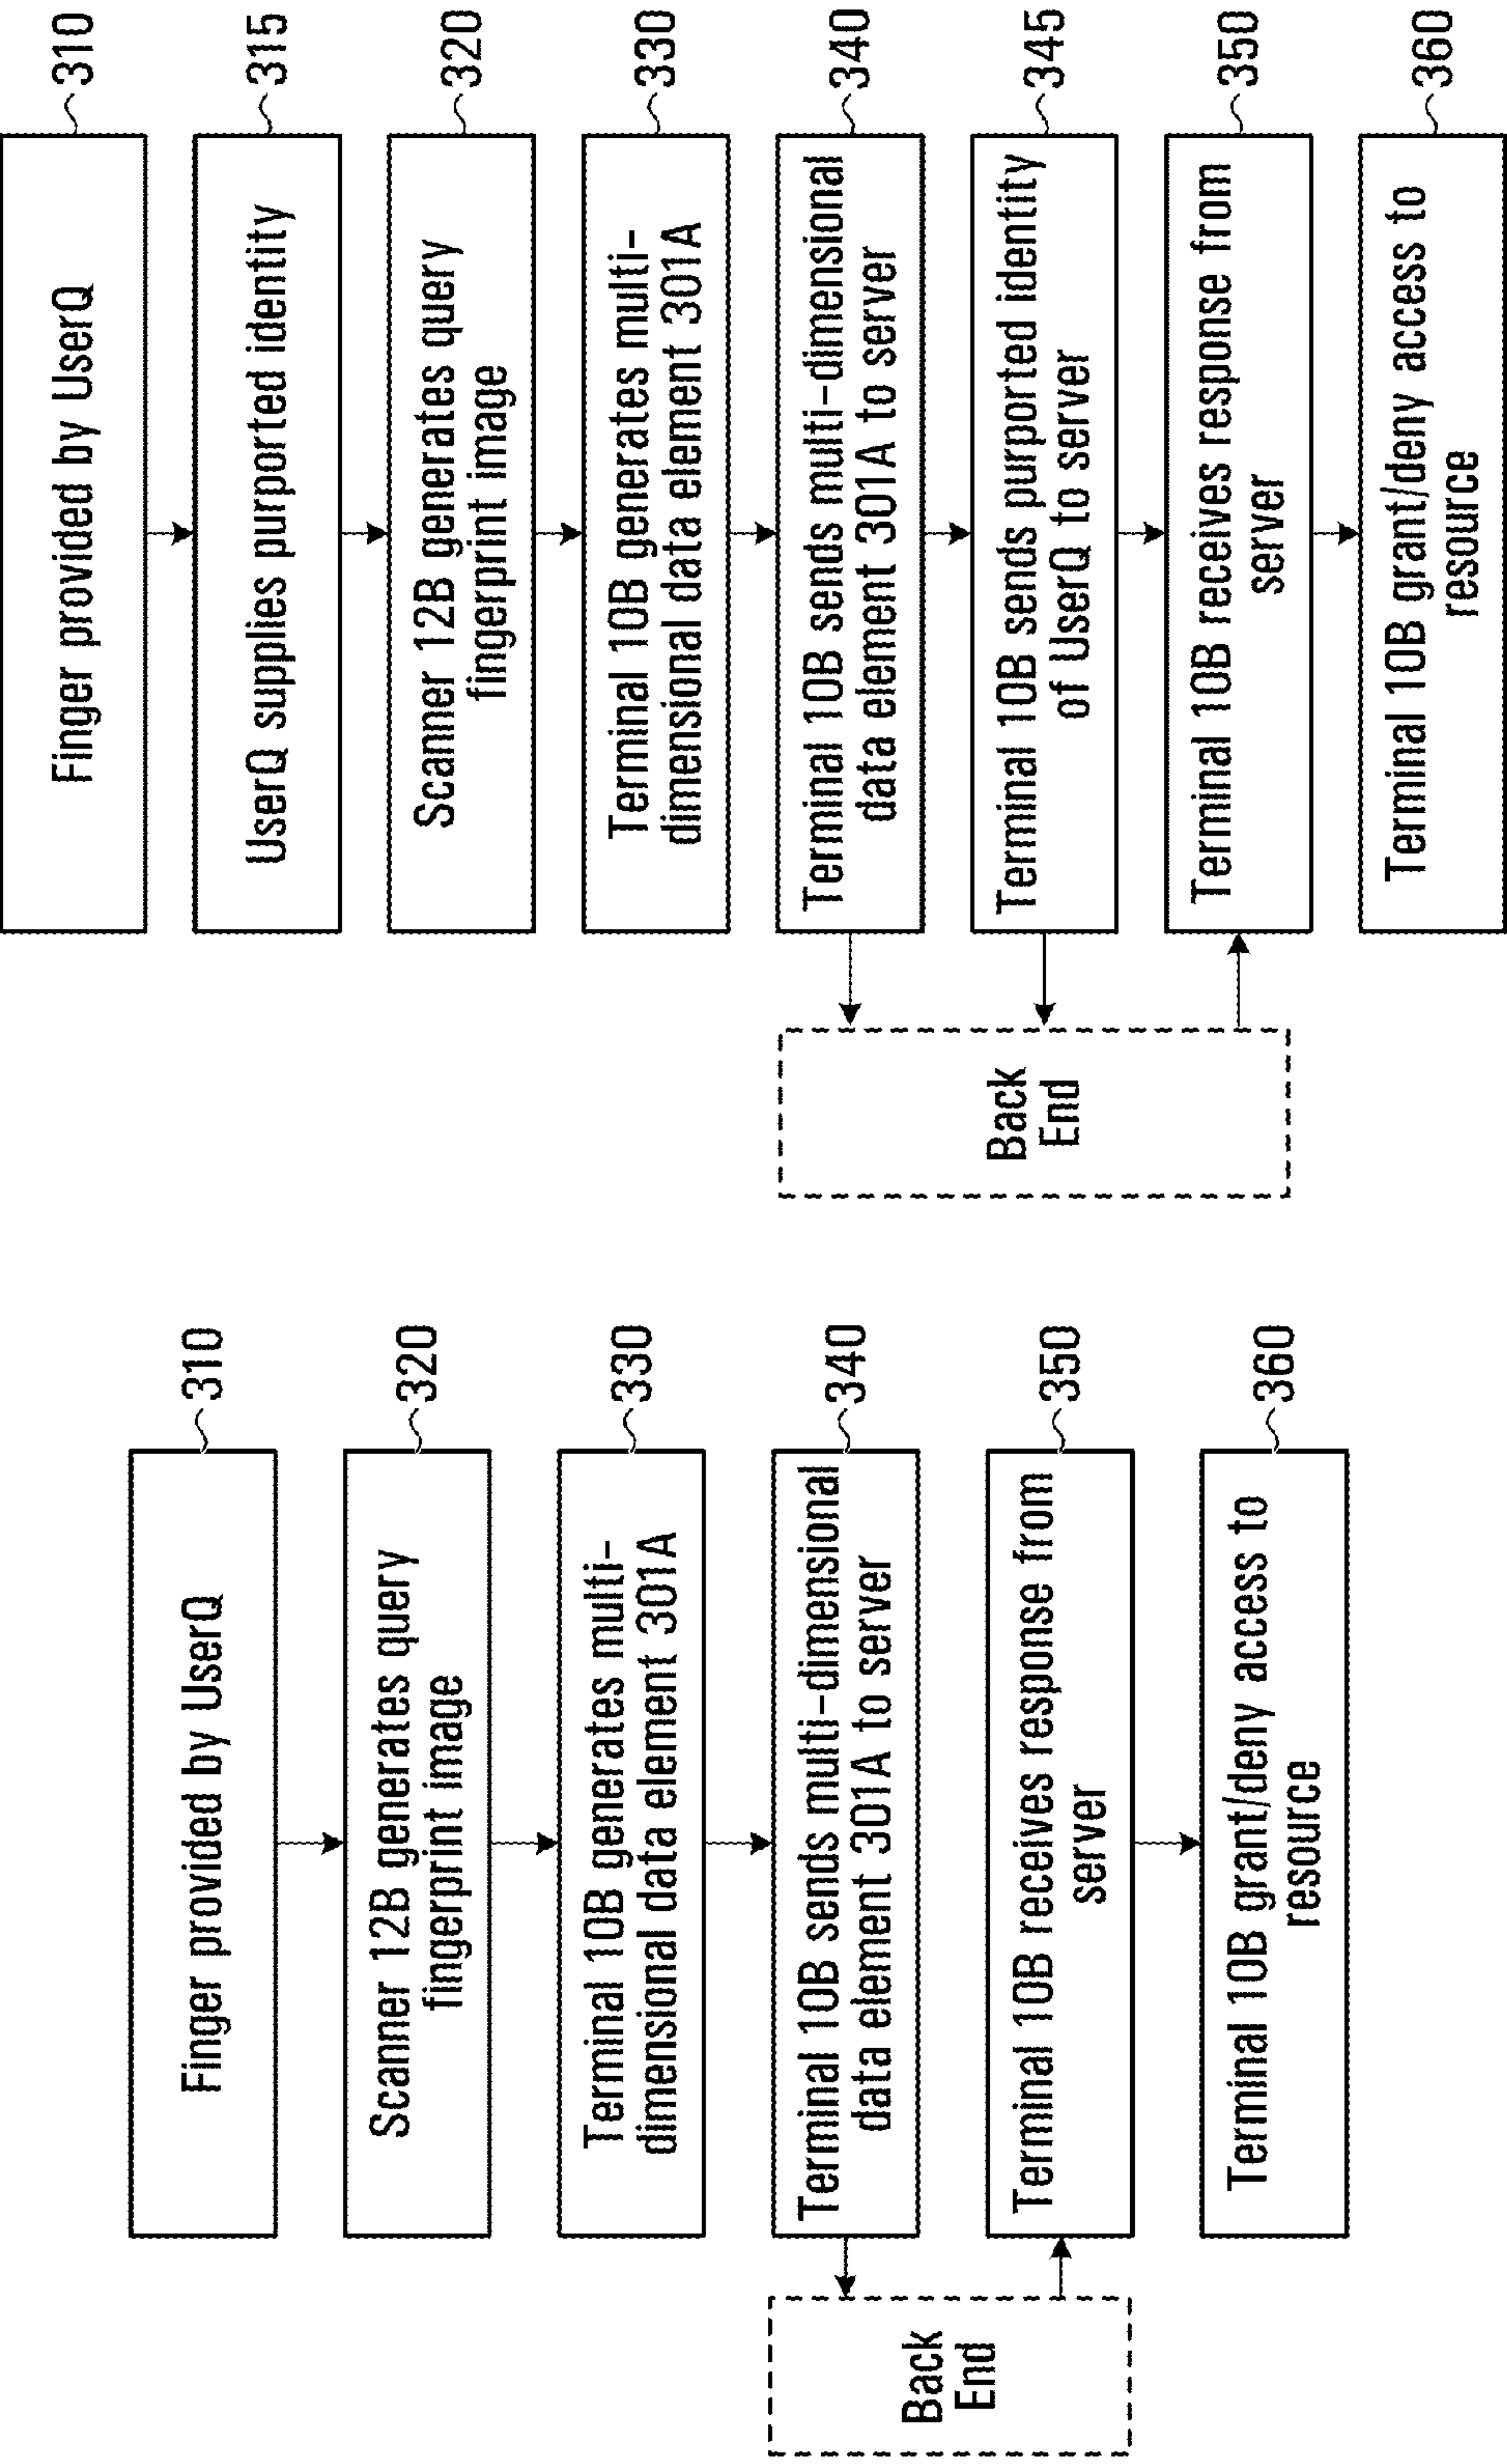 Finger provided by UserQ
310
Scanner 12B generates query
fingerprint image
320
Terminal 10B generates multi-
dimensional data element 301A
330
Terminal 10B sends multi-dimensional
data element 301A to server
340
Terminal 10B receives response from
server
350
Terminal 10B grant/deny access to
resource
360
Back
End
Finger provided by UserQ
310
UserQ supplies purported identity
315
Scanner 12B generates query
fingerprint image
320
Terminal 10B generates multi-
dimensional data element 301A
330
Terminal 10B sends multi-dimensional
data element 301A to server
340
Terminal 10B sends purported identity
of UserQ to server
345
Terminal 10B receives response from
server
350
Terminal 10B grant/deny access to
resource
360
Back
End